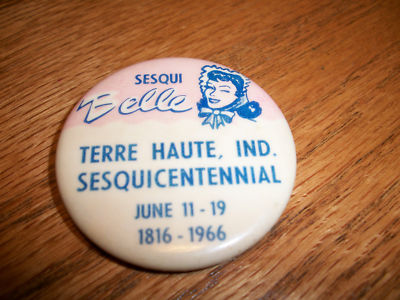 SESQUI
Belle
TERRE HAUTE, IND.
SESQUICENTENNIAL
JUNE 11-19
1816-1966